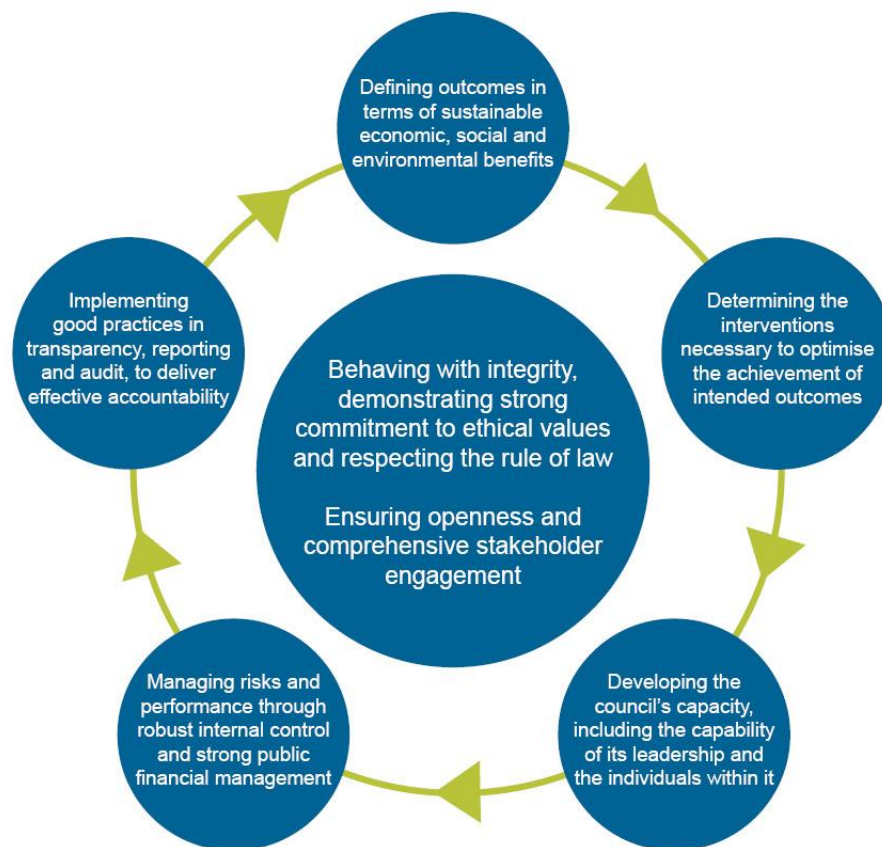 Defining outcomes in
terms of sustainable
economic, social and
environmental benefits
Determining the
interventions
necessary to optimise
the achievement of
intended outcomes
Developing the
council's capacity,
including the capability
of its leadership and
the individuals within it
Managing risks and
performance through
robust internal control
and strong public
financial management
Implementing
good practices in
transparency, reporting
and audit, to deliver
effective accountability
Behaving with integrity,
demonstrating strong
commitment to ethical values
and respecting the rule of law
Ensuring openness and
comprehensive stakeholder
engagement